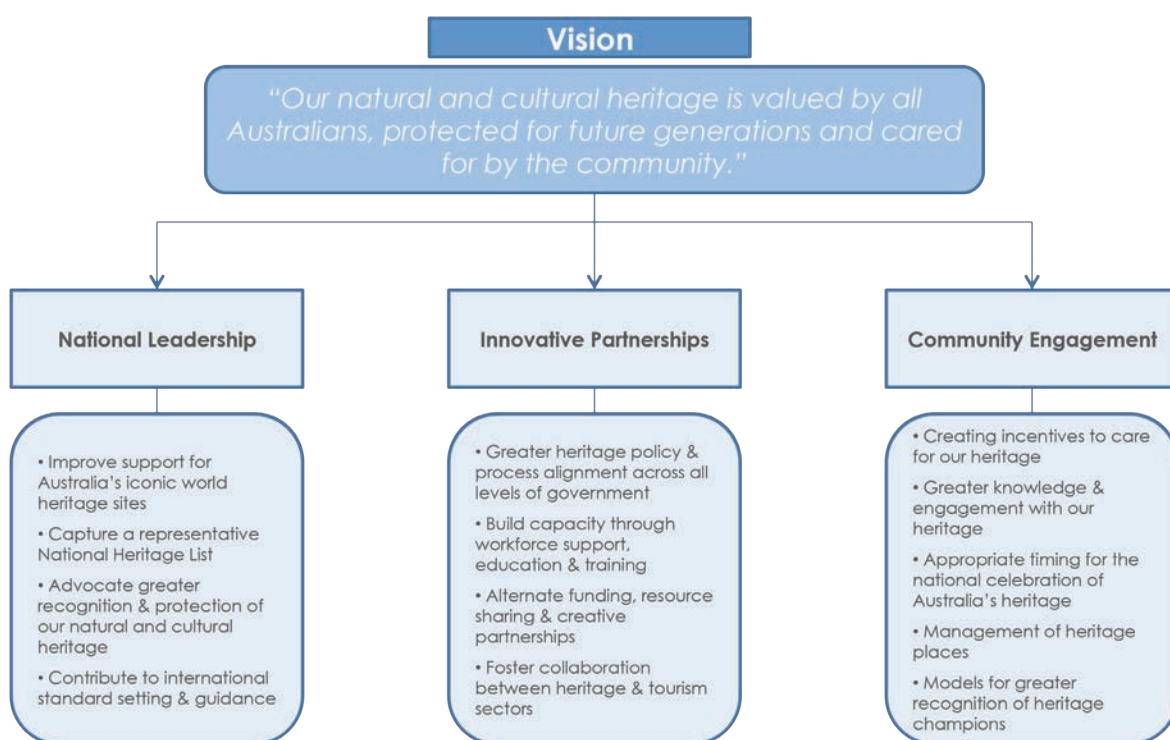 Vision
“Our natural and cultural heritage is valued by all
Australians, protected for future generations and cared
for by the community.”
National Leadership
• Improve support for
Australia’s iconic world
heritage sites
• Capture a representative
National Heritage List
• Advocate greater
recognition & protection of
our natural and cultural
heritage
• Contribute to international
standard setting & guidance
Innovative Partnerships
• Greater heritage policy &
process alignment across all
levels of government
• Build capacity through
workforce support,
education & training
• Alternate funding, resource
sharing & creative
partnerships
• Foster collaboration
between heritage & tourism
sectors
Community Engagement
• Creating incentives to care
for our heritage
• Greater knowledge &
engagement with our
heritage
• Appropriate timing for the
national celebration of
Australia’s heritage
• Management of heritage
places
• Models for greater
recognition of heritage
champions